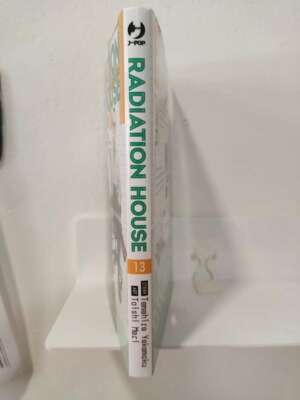 J-POP
RADIATION HOUSE
13
Tomohiro Yokomaku
Taishi Mori